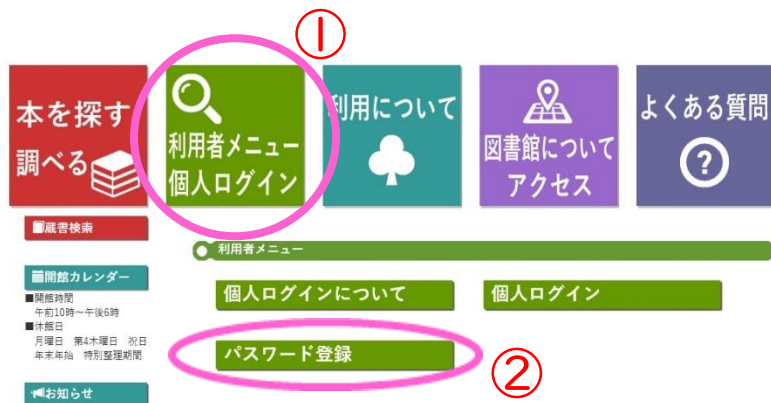 ①
本を探す
調べる
利用者メニュー
個人ログイン
利用について
図書館について
アクセス
よくある質問
?
蔵書検索
開館カレンダー
■開館時間
午前10時～午後6時
■休館日
月曜日 第4木曜日 祝日
年末年始 特別整理期間
お知らせ
利用者メニュー
個人ログインについて
個人ログイン
パスワード登録
②